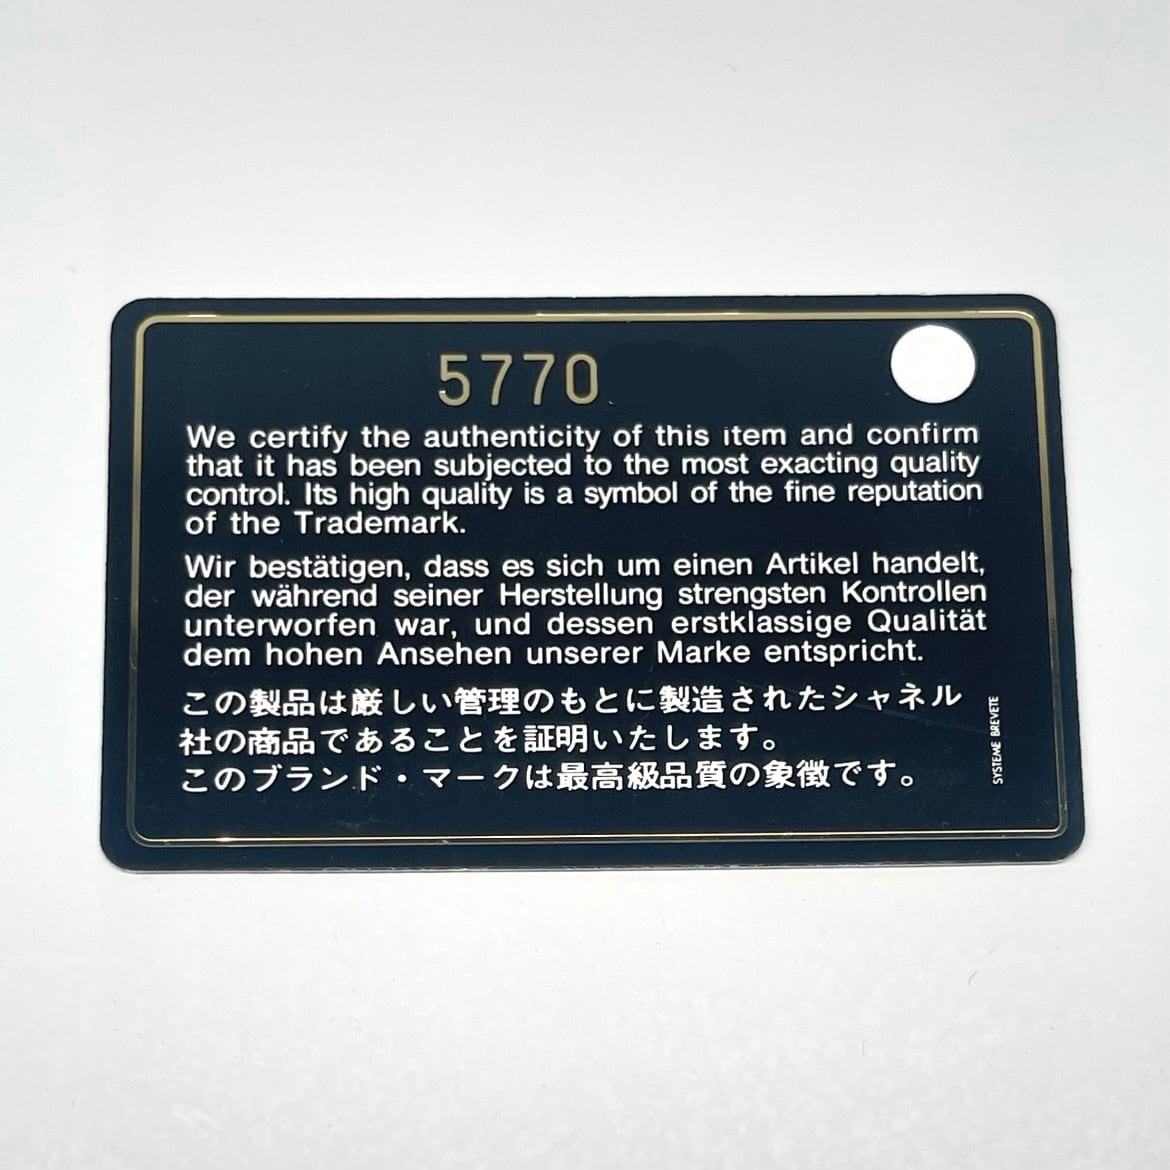 5770
We certify the authenticity of this item and confirm
that it has been subjected to the most exacting quality
control. Its high quality is a symbol of the fine reputation
of the Trademark.
Wir bestätigen, dass es sich um einen Artikel handelt,
der während seiner Herstellung strengsten Kontrollen
unterworfen war, und dessen erstklassige Qualität
dem hohen Ansehen unserer Marke entspricht.
この製品は厳しい管理のもとに製造されたシャネル
社の商品であることを証明いたします。
このブランド・マークは最高級品質の象徴です。
SYSTEME BREVETE